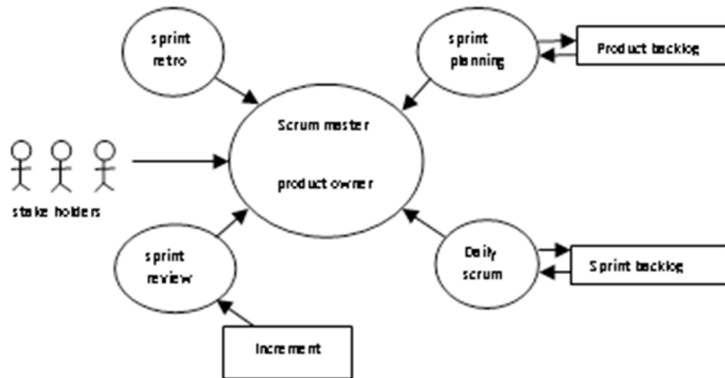 sprint
retro
sprint
planning
Product backlog
Scrum master
product owner
stake holders
sprint
review
Daily
scrum
Sprint backlog
Increment